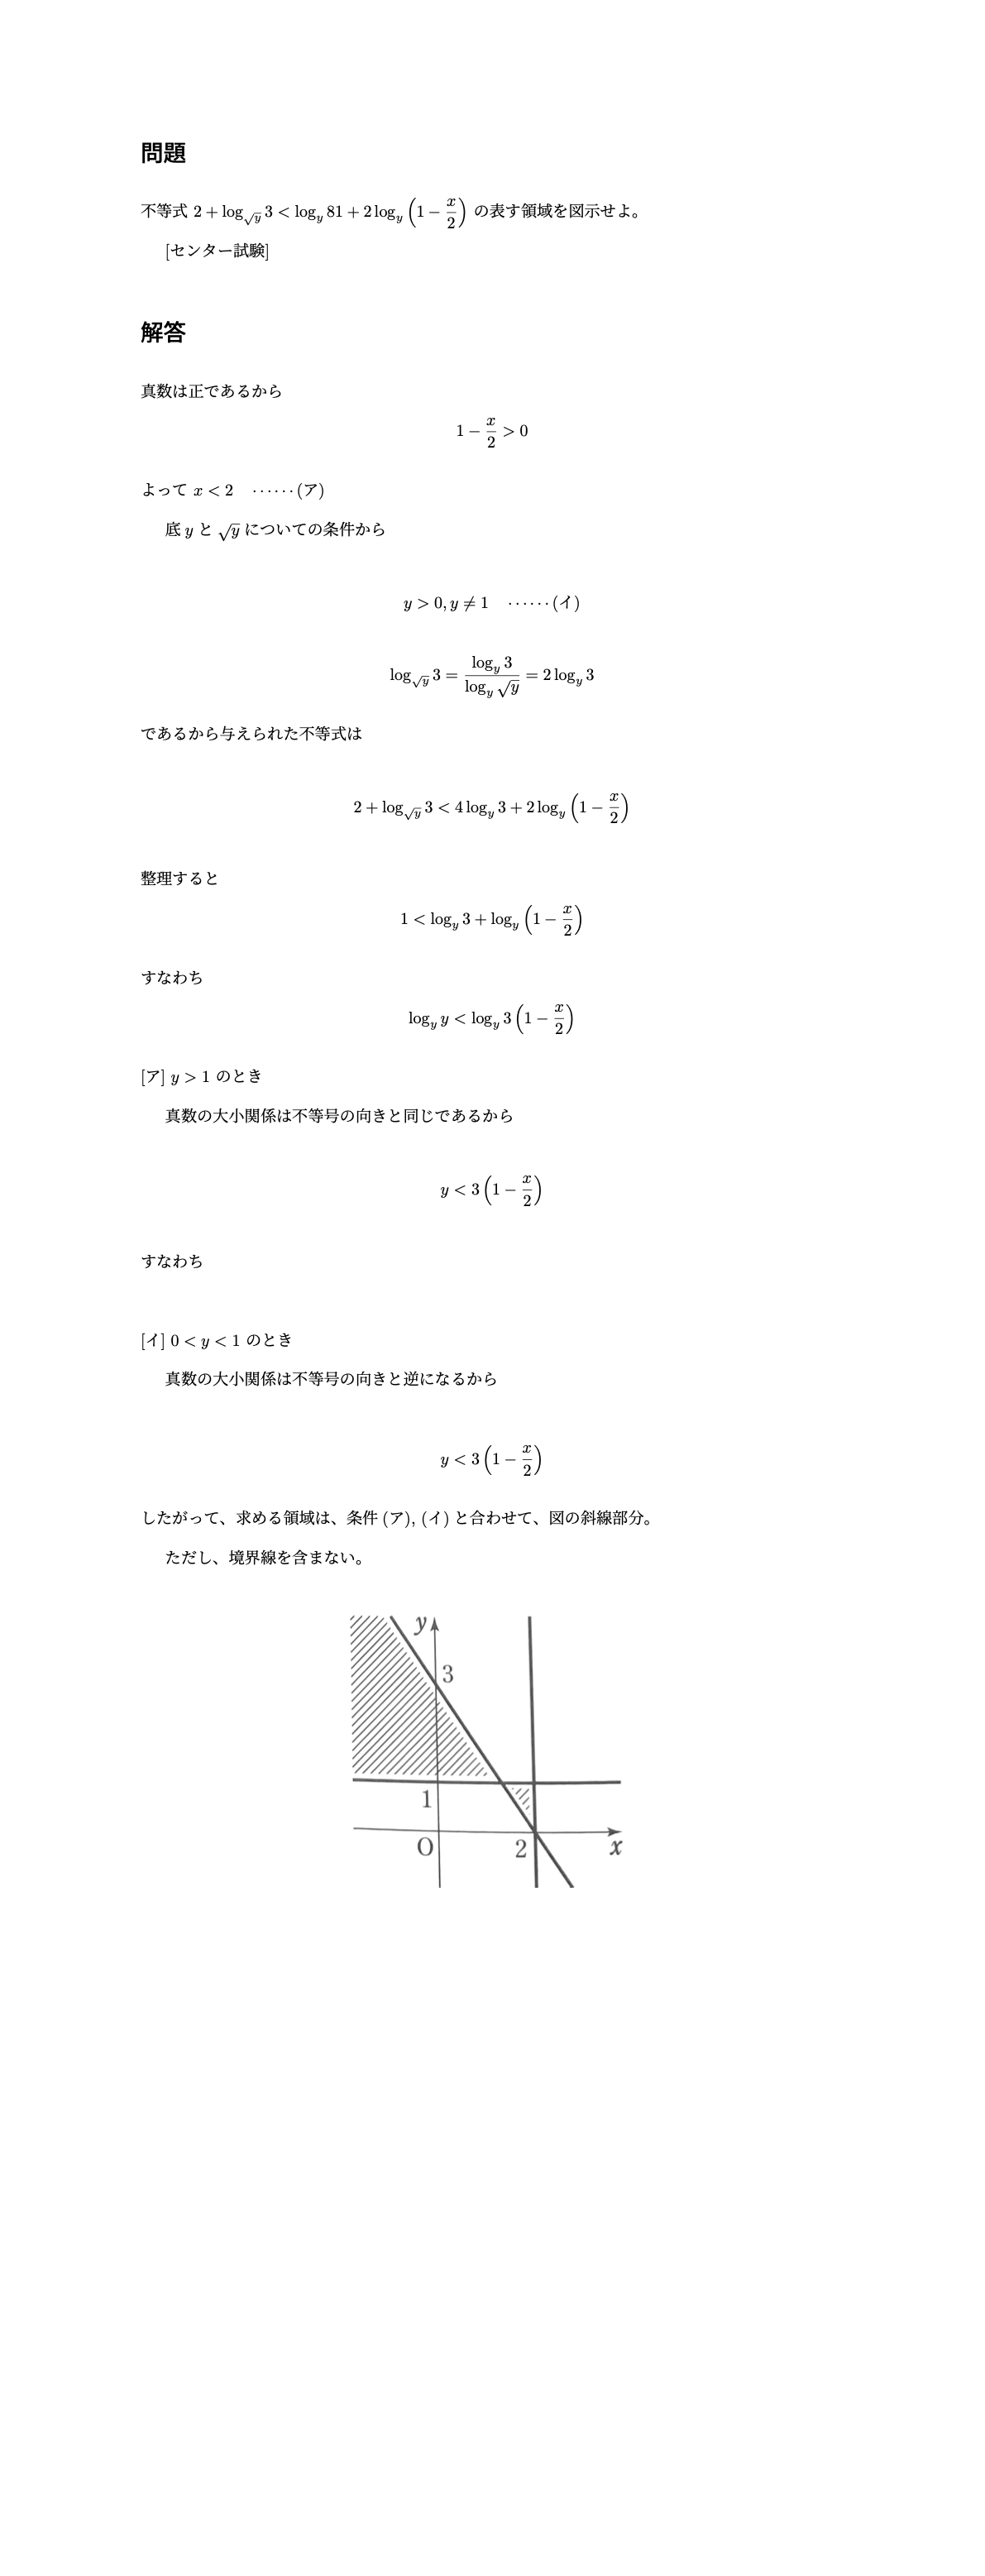 問題
不等式 $2 + \log_{\sqrt{y}} 3 < \log_y 81 + 2 \log_y \left(1 - \frac{x}{2}\right)$ の表す領域を図示せよ。
[センター試験]
解答
真数は正であるから
$1 - \frac{x}{2} > 0$
よって $x < 2$ ……(ア)
底 $y$ と $\sqrt{y}$ についての条件から
$y > 0, y \neq 1$ ……(イ)
$\log_{\sqrt{y}} 3 = \frac{\log_y 3}{\log_y \sqrt{y}} = 2 \log_y 3$
であるから与えられた不等式は
$2 + \log_{\sqrt{y}} 3 < 4 \log_y 3 + 2 \log_y \left(1 - \frac{x}{2}\right)$
整理すると
$1 < \log_y 3 + \log_y \left(1 - \frac{x}{2}\right)$
すなわち
$\log_y y < \log_y 3 \left(1 - \frac{x}{2}\right)$
[ア] $y > 1$ のとき
真数の大小関係は不等号の向きと同じであるから
$y < 3 \left(1 - \frac{x}{2}\right)$
すなわち
[イ] $0 < y < 1$ のとき
真数の大小関係は不等号の向きと逆になるから
$y < 3 \left(1 - \frac{x}{2}\right)$
したがって、求める領域は、条件 (ア), (イ) と合わせて、図の斜線部分。
ただし、境界線を含まない。
y
3
1
O
2
x